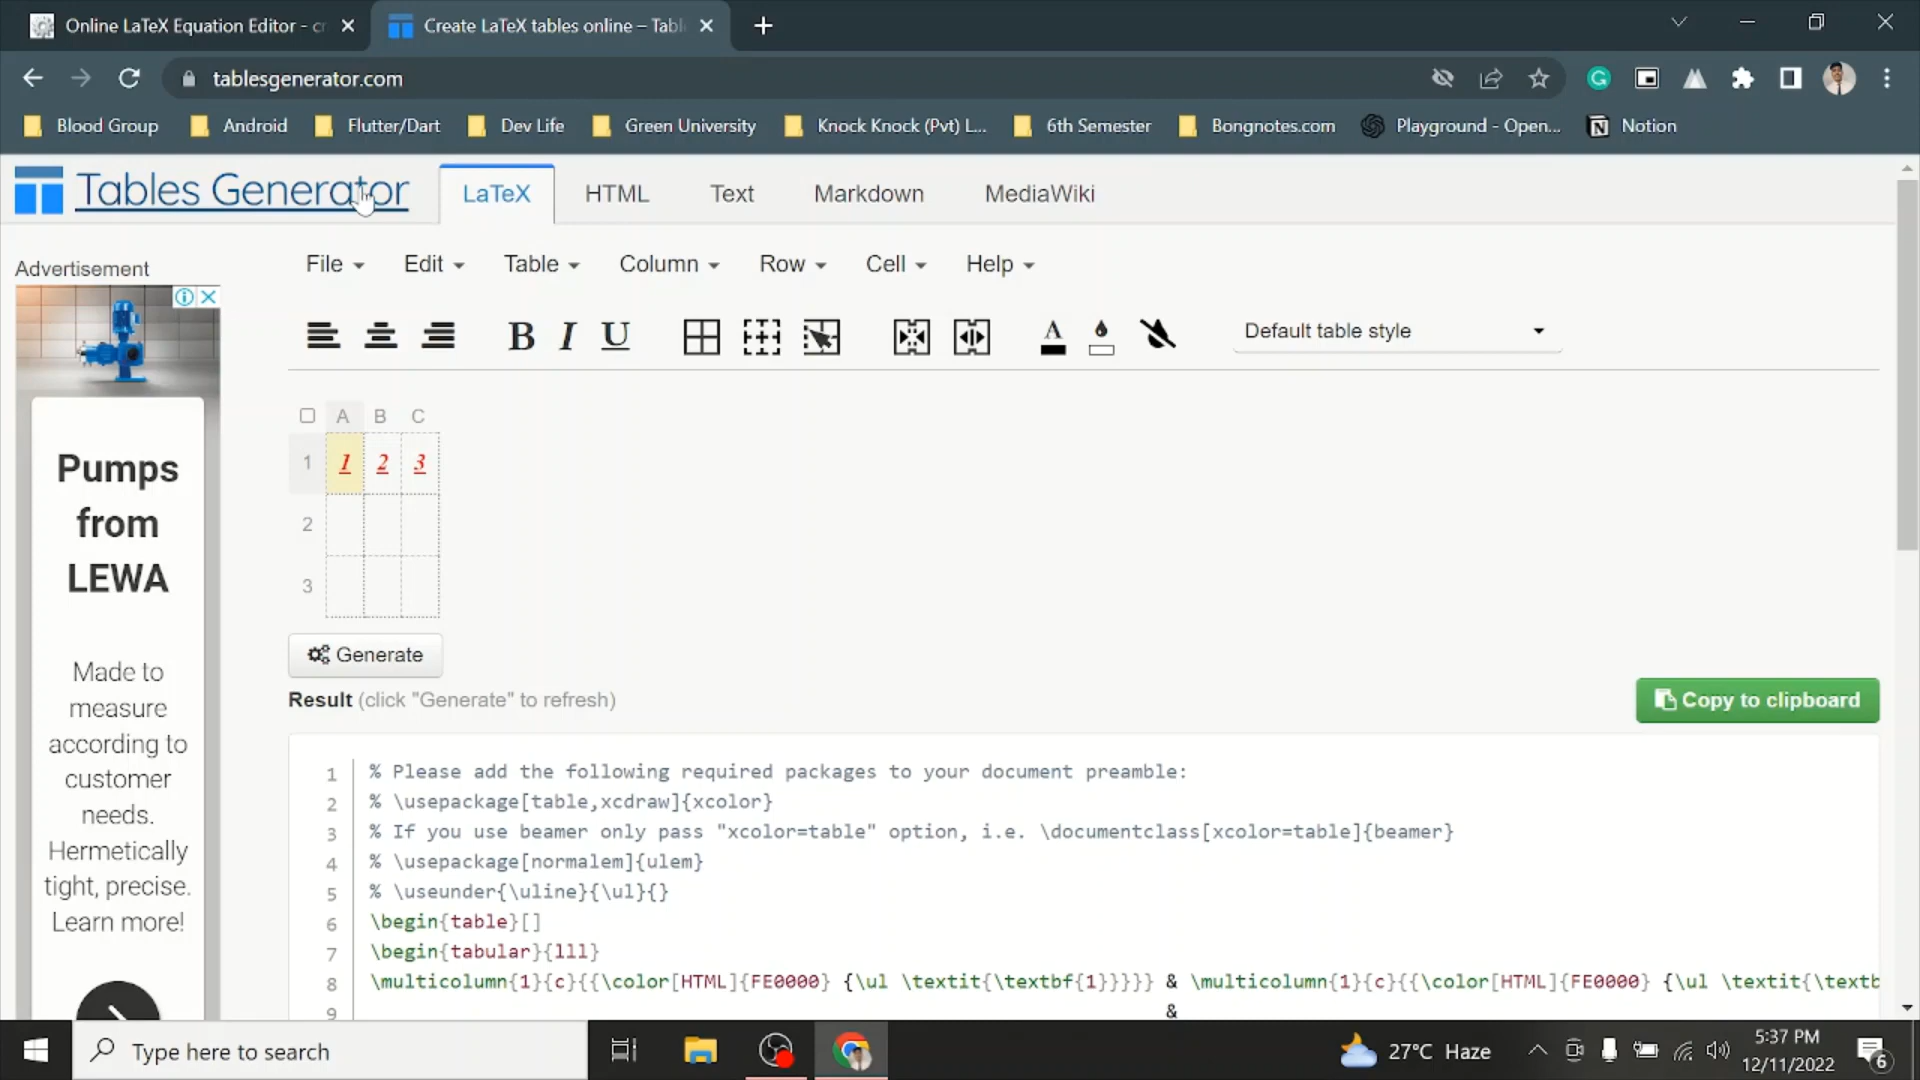 Online LaTeX Equation Editor - cr
Create LaTeX tables online – Tabl
tablesgenerator.com
Blood Group
Android
Flutter/Dart
Dev Life
Green University
Knock Knock (Pvt) L...
6th Semester
Bongnotes.com
Playground - Open...
Notion
Tables Generator
LaTeX
HTML
Text
Markdown
MediaWiki
Advertisement
File
Edit
Table
Column
Row
Cell
Help
B I U
A
Default table style
A B C
1 1 2 3
2
3
Generate
Result (click "Generate" to refresh)
Copy to clipboard
Pumps
from
LEWA
Made to
measure
according to
customer
needs.
Hermetically
tight, precise.
Learn more!
1 % Please add the following required packages to your document preamble:
2 % \usepackage[table,xcdraw]{xcolor}
3 % If you use beamer only pass "xcolor=table" option, i.e. \documentclass[xcolor=table]{beamer}
4 % \usepackage[normalem]{ulem}
5 % \useunder{\uline}{\ul}{}
6 \begin{table}[]
7 \begin{tabular}{lll}
8 \multicolumn{1}{c}{{\color[HTML]{FE0000} {\ul \textit{\textbf{1}}}}} & \multicolumn{1}{c}{{\color[HTML]{FE0000} {\ul \textit{\textb
9 &
Type here to search
27°C Haze
5:37 PM
12/11/2022
6